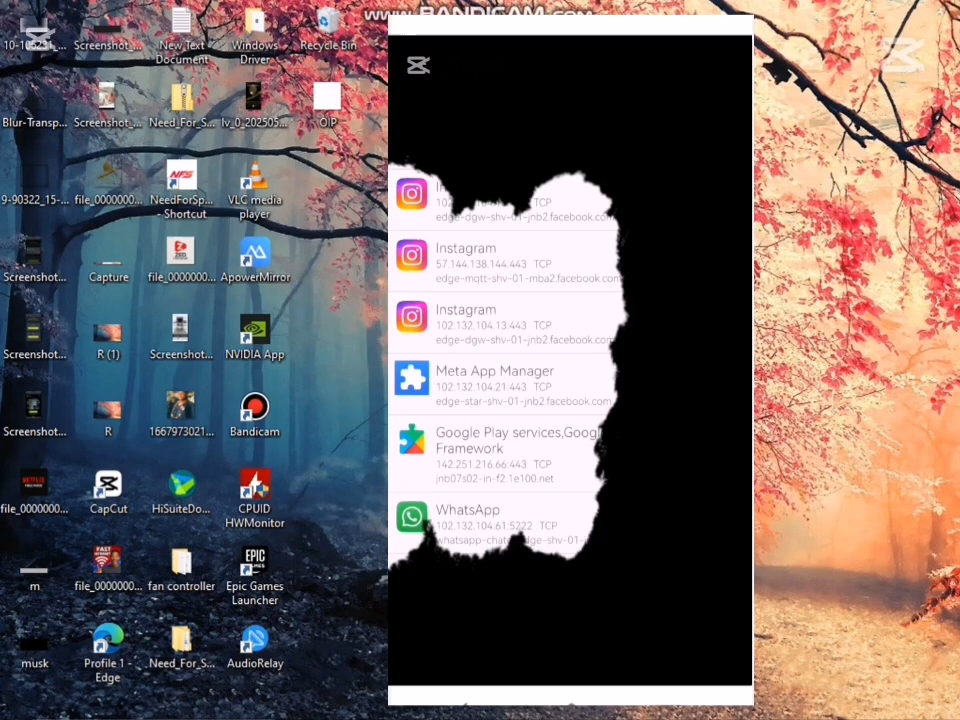 www.BANDICAM.com
10-105231_...
Screenshot_...
New Text
Document
Windows
Driver
Recycle Bin
Blur-Transp...
Screenshot_...
Need_For_S...
lv_0_202505...
OIP
9-90322_15-...
file_0000000...
NeedForSp...
- Shortcut
VLC media
player
Screenshot...
Capture
file_0000000...
ApowerMirror
Screenshot...
R (1)
Screenshot...
NVIDIA App
Screenshot...
R
1667973021...
Bandicam
file_0000000...
CapCut
HiSuiteDo...
CPUID
HWMonitor
m
file_0000000...
fan controller
Epic Games
Launcher
musk
Profile 1 -
Edge
Need_For_S...
AudioRelay
TCP
edge-dgw-shv-01-jnb2.facebook.com
Instagram
57.144.138.144:443 TCP
edge-mqtt-shv-01-mba2.facebook.com
Instagram
102.132.104.13:443 TCP
edge-dgw-shv-01-jnb2.facebook.com
Meta App Manager
102.132.104.21:443 TCP
edge-star-shv-01-jnb2.facebook.com
Google Play services,Googl
Framework
142.251.216.66:443 TCP
jnb07s02-in-f2.1e100.net
WhatsApp
102.132.104.61:5222 TCP